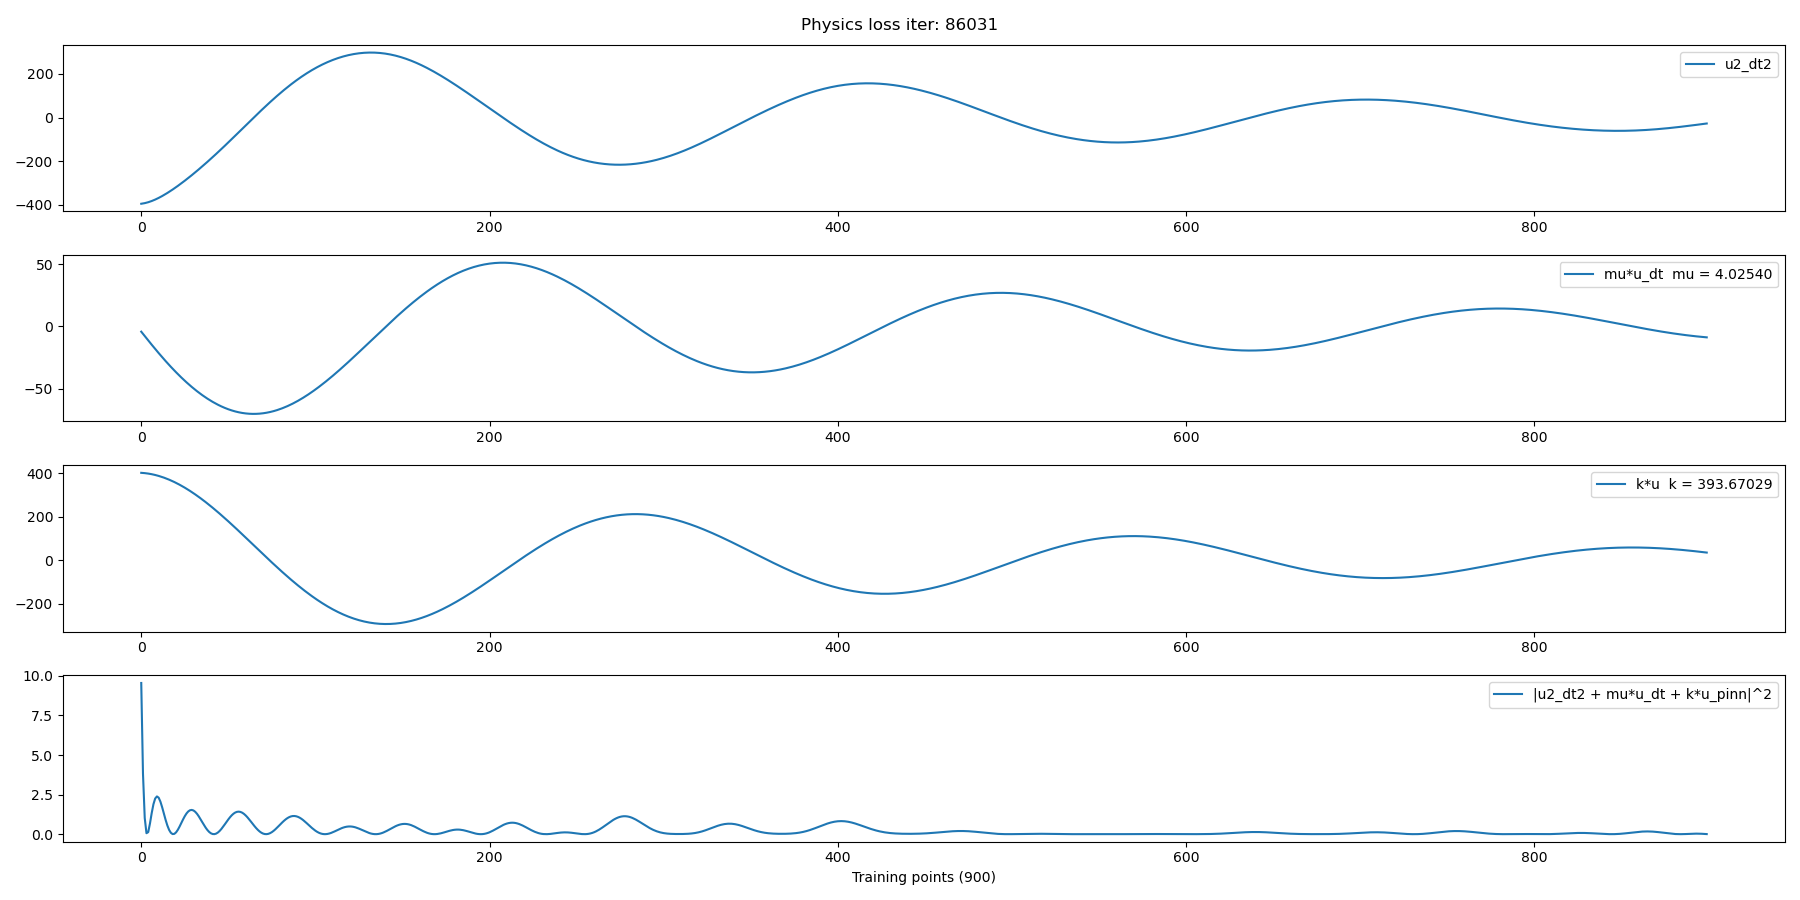 Physics loss iter: 86031
u2_dt2
200
0
−200
−400
0 200 400 600 800
mu*u_dt  mu = 4.02540
50
0
−50
0 200 400 600 800
k*u  k = 393.67029
400
200
0
−200
0 200 400 600 800
|u2_dt2 + mu*u_dt + k*u_pinn|^2
10.0
7.5
5.0
2.5
0.0
0 200 400 600 800
Training points (900)